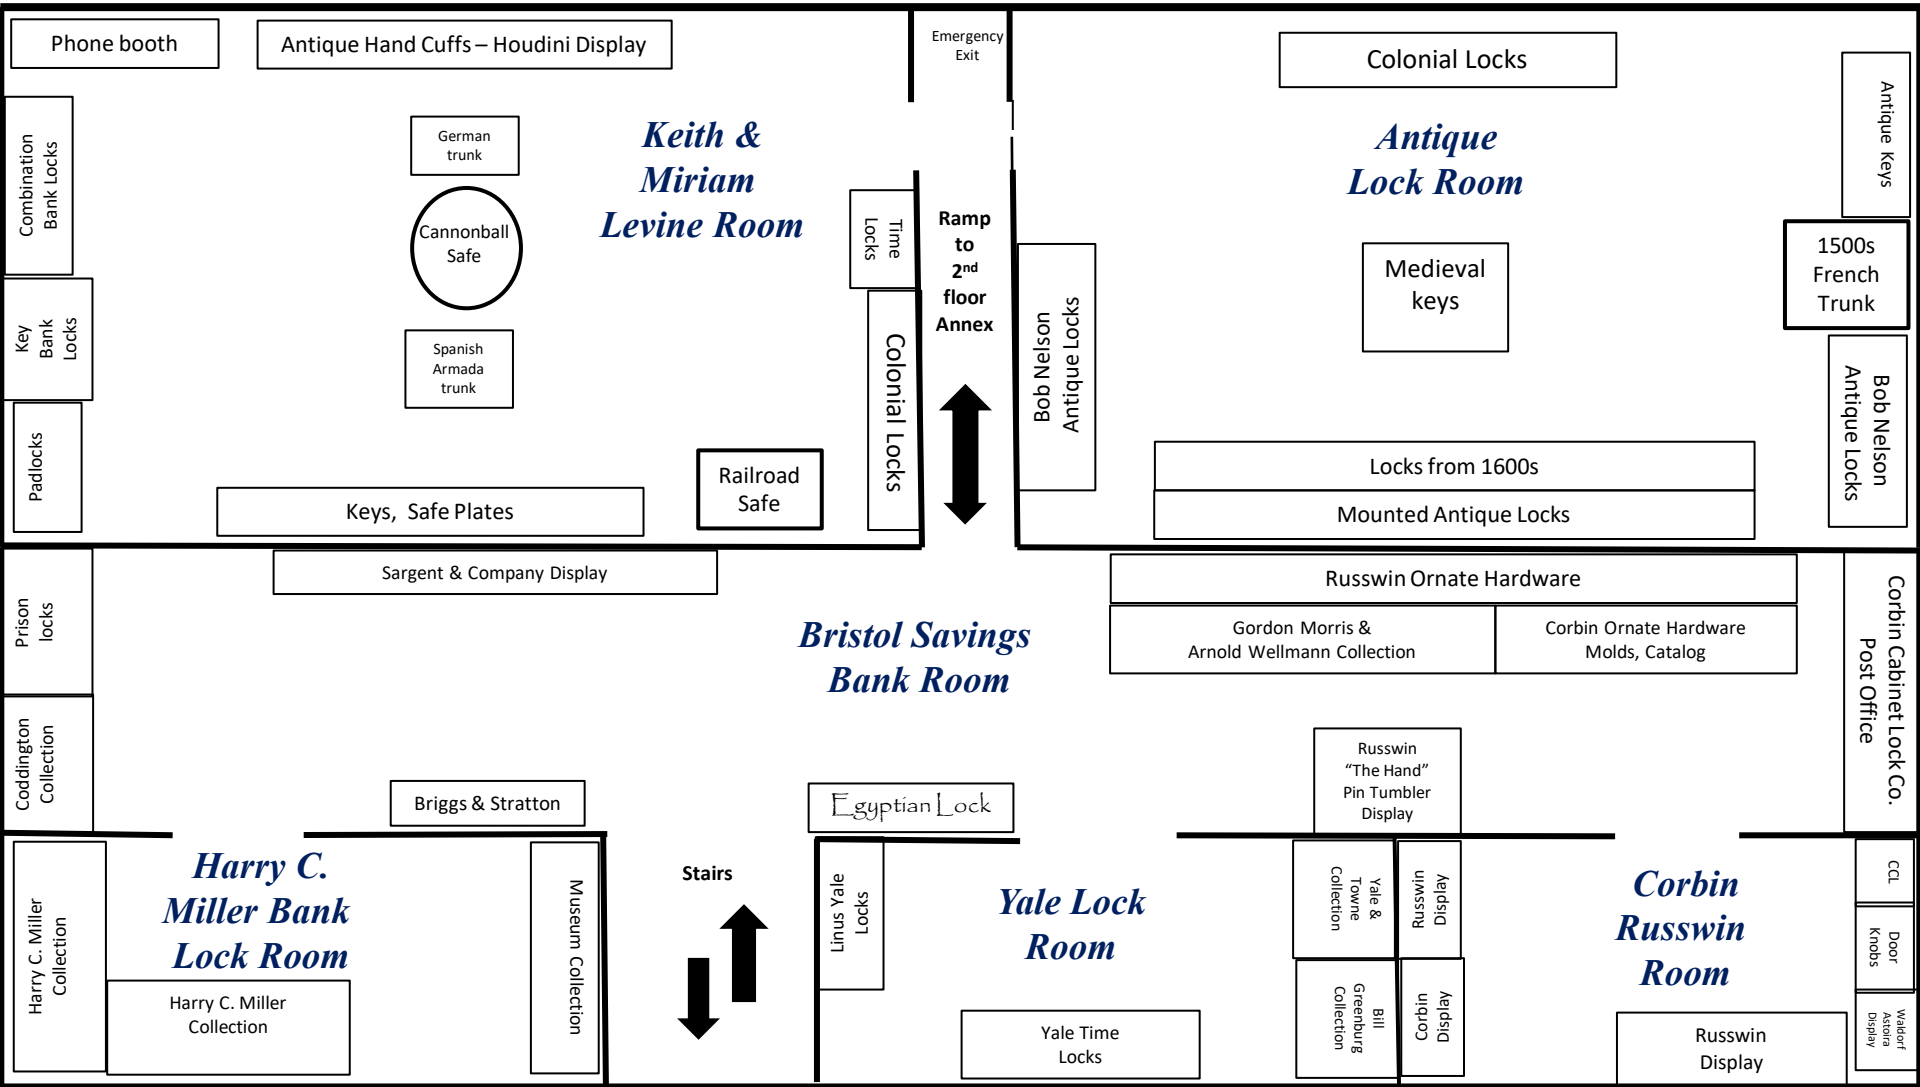 Phone booth
Antique Hand Cuffs – Houdini Display
Combination
Bank Locks
Key
Bank
Locks
Padlocks
German
trunk
Cannonball
Safe
Spanish
Armada
trunk
Keith &
Miriam
Levine Room
Time
Locks
Colonial Locks
Railroad
Safe
Keys, Safe Plates
Emergency
Exit
Ramp
to
2nd
floor
Annex
Colonial Locks
Antique
Lock Room
Antique Keys
1500s
French
Trunk
Medieval
keys
Bob Nelson
Antique Locks
Bob Nelson
Antique Locks
Locks from 1600s
Mounted Antique Locks
Prison
locks
Coddington
Collection
Sargent & Company Display
Bristol Savings
Bank Room
Briggs & Stratton
Egyptian Lock
Russwin Ornate Hardware
Gordon Morris &
Arnold Wellmann Collection
Corbin Ornate Hardware
Molds, Catalog
Corbin Cabinet Lock Co.
Post Office
Russwin
“The Hand”
Pin Tumbler
Display
Harry C. Miller
Collection
Harry C.
Miller Bank
Lock Room
Harry C. Miller
Collection
Museum Collection
Stairs
Linus Yale
Locks
Yale Lock
Room
Yale Time
Locks
Yale &
Towne
Collection
Bill
Greenburg
Collection
Russwin
Display
Corbin
Display
Corbin
Russwin
Room
CCL
Door
Knobs
Waldorf
Astoira
Display
Russwin
Display